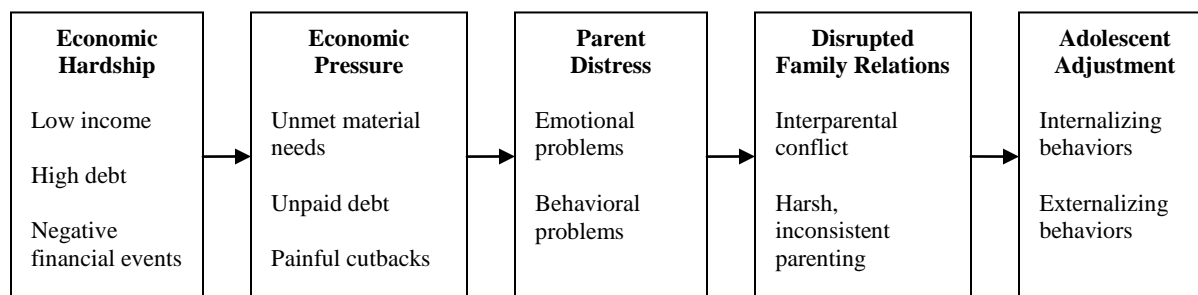 Economic
Hardship
Low income
High debt
Negative
financial events
Economic
Pressure
Unmet material
needs
Unpaid debt
Painful cutbacks
Parent
Distress
Emotional
problems
Behavioral
problems
Disrupted
Family Relations
Interparental
conflict
Harsh,
inconsistent
parenting
Adolescent
Adjustment
Internalizing
behaviors
Externalizing
behaviors